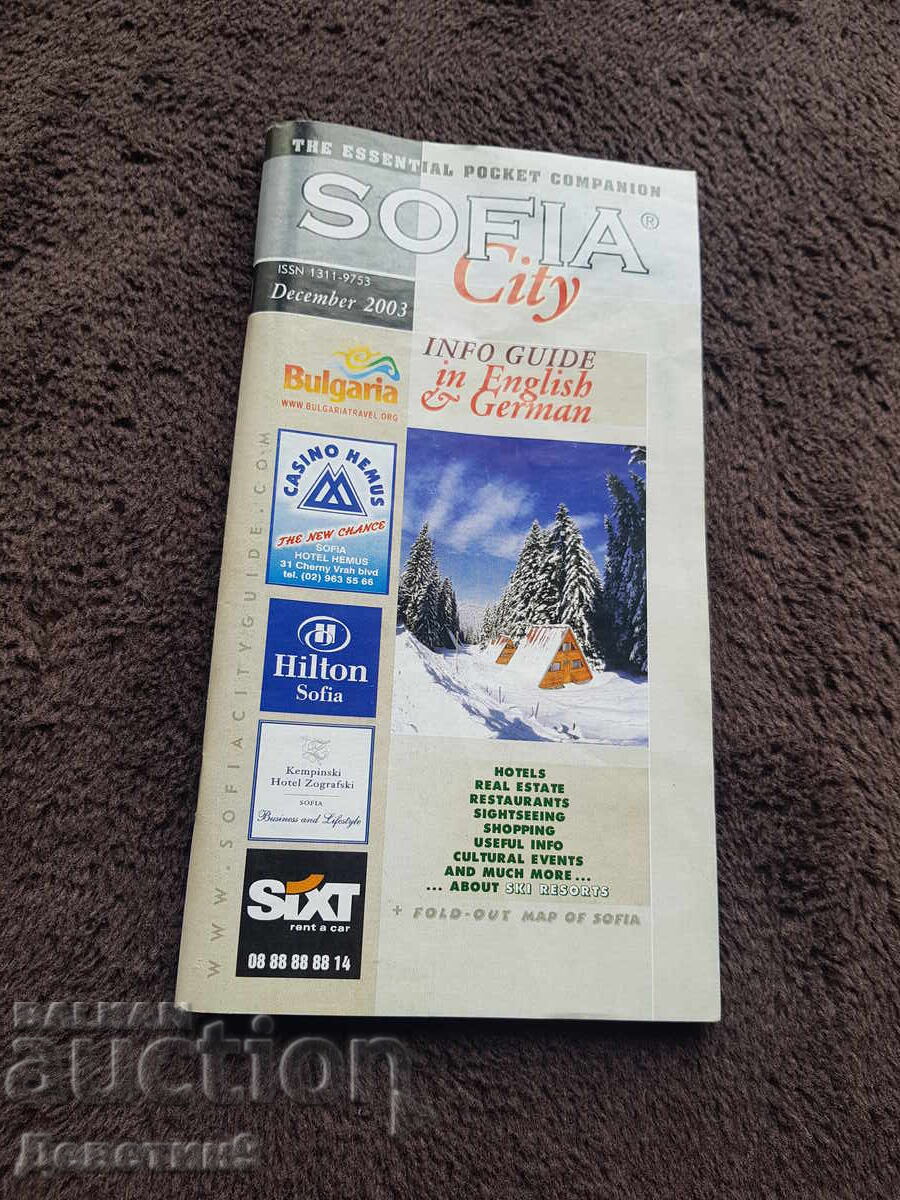 THE ESSENTIAL POCKET COMPANION
SOFIA®
City
ISSN 1311-9753
December 2003
INFO GUIDE
in English
& German
Bulgaria
WWW.BULGARIATRAVEL.ORG
WWW.SOFIACITYGUIDE.COM
CASINO HEMUS
THE NEW CHANCE
SOFIA
HOTEL HEMUS
31 Cherny Vrah blvd
tel. (02) 963 55 66
Hilton
Sofia
Kempinski
Hotel Zografski
SOFIA
Business and Lifestyle
SiXT
rent a car
08 88 88 88 14
HOTELS
REAL ESTATE
RESTAURANTS
SIGHTSEEING
SHOPPING
USEFUL INFO
CULTURAL EVENTS
AND MUCH MORE...
... ABOUT SKI RESORTS
+ FOLD-OUT MAP OF SOFIA
BALKAN
auction
Деветиað